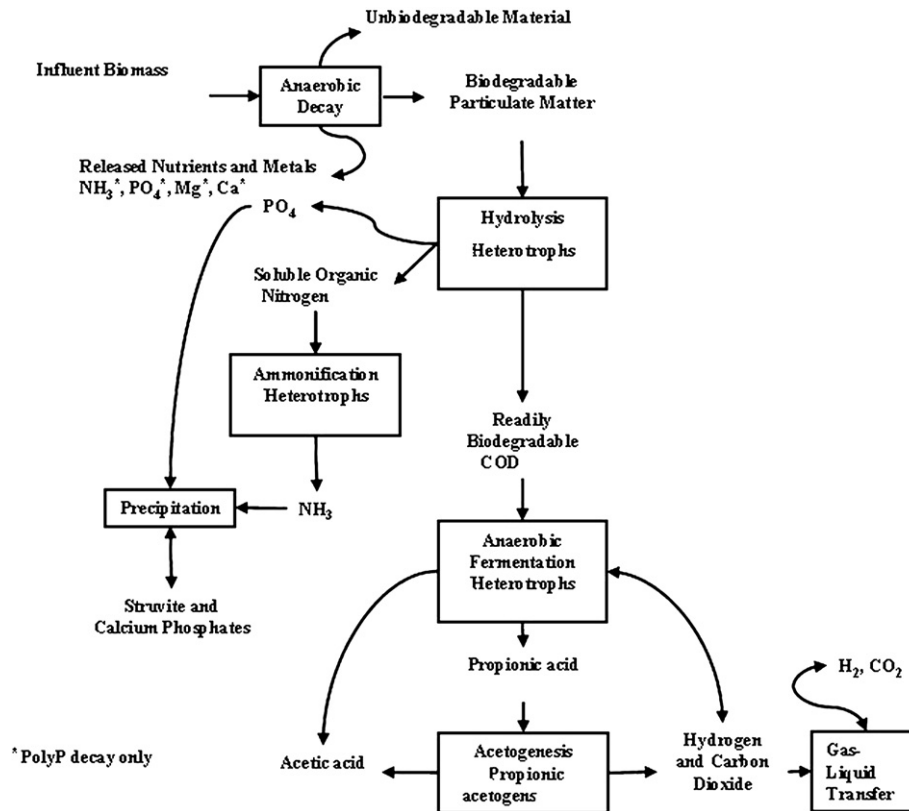 Unbiodegradable Material
Influent Biomass
Anaerobic
Decay
Biodegradable
Particulate Matter
Released Nutrients and Metals
NH3*, PO4*, Mg*, Ca*
PO4
Hydrolysis
Heterotrophs
Soluble Organic
Nitrogen
Ammonification
Heterotrophs
Readily
Biodegradable
COD
Precipitation
NH3
Anaerobic
Fermentation
Heterotrophs
Struvite and
Calcium Phosphates
Propionic acid
H2, CO2
* PolyP decay only
Acetic acid
Acetogenesis
Propionic
acetogens
Hydrogen
and Carbon
Dioxide
Gas-
Liquid
Transfer